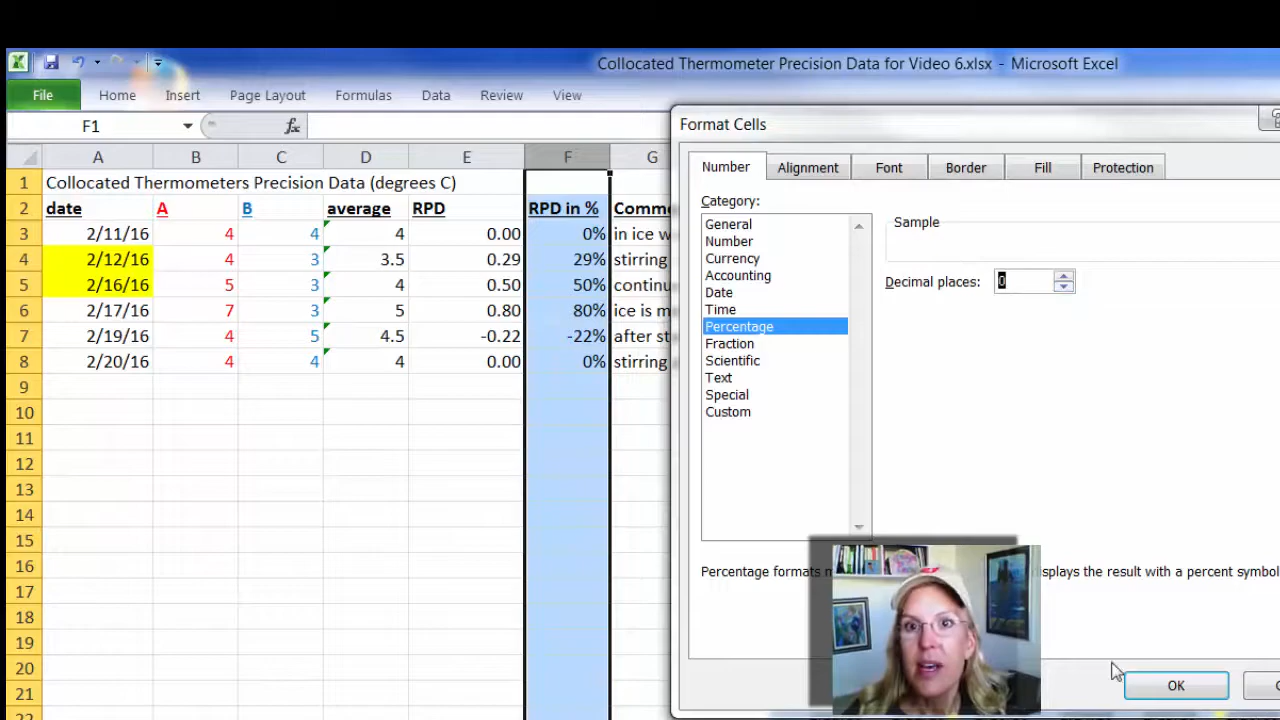 Collocated Thermometer Precision Data for Video 6.xlsx - Microsoft Excel
File Home Insert Page Layout Formulas Data Review View
F1 fx
Format Cells
Number Alignment Font Border Fill Protection
Category:
General
Number
Currency
Accounting
Date
Time
Percentage
Fraction
Scientific
Text
Special
Custom
Sample
Decimal places: 0
Percentage formats
displays the result with a percent symbol
OK
A B C D E F G
1 Collocated Thermometers Precision Data (degrees C)
2 date A B average RPD RPD in % Comme
3 2/11/16 4 4 4 0.00 0% in ice w
4 2/12/16 4 3 3.5 0.29 29% stirring
5 2/16/16 5 3 4 0.50 50% continu
6 2/17/16 7 3 5 0.80 80% ice is m
7 2/19/16 4 5 4.5 -0.22 -22% after st
8 2/20/16 4 4 4 0.00 0% stirring
9
10
11
12
13
14
15
16
17
18
19
20
21
22